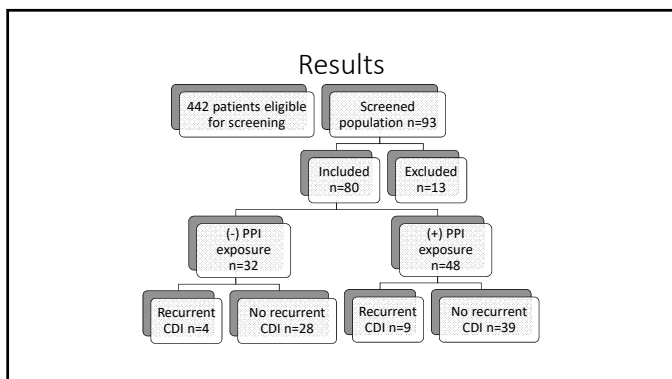 Results
442 patients eligible
for screening
Screened
population n=93
Included
n=80
Excluded
n=13
(-) PPI
exposure
n=32
(+) PPI
exposure
n=48
Recurrent
CDI n=4
No recurrent
CDI n=28
Recurrent
CDI n=9
No recurrent
CDI n=39